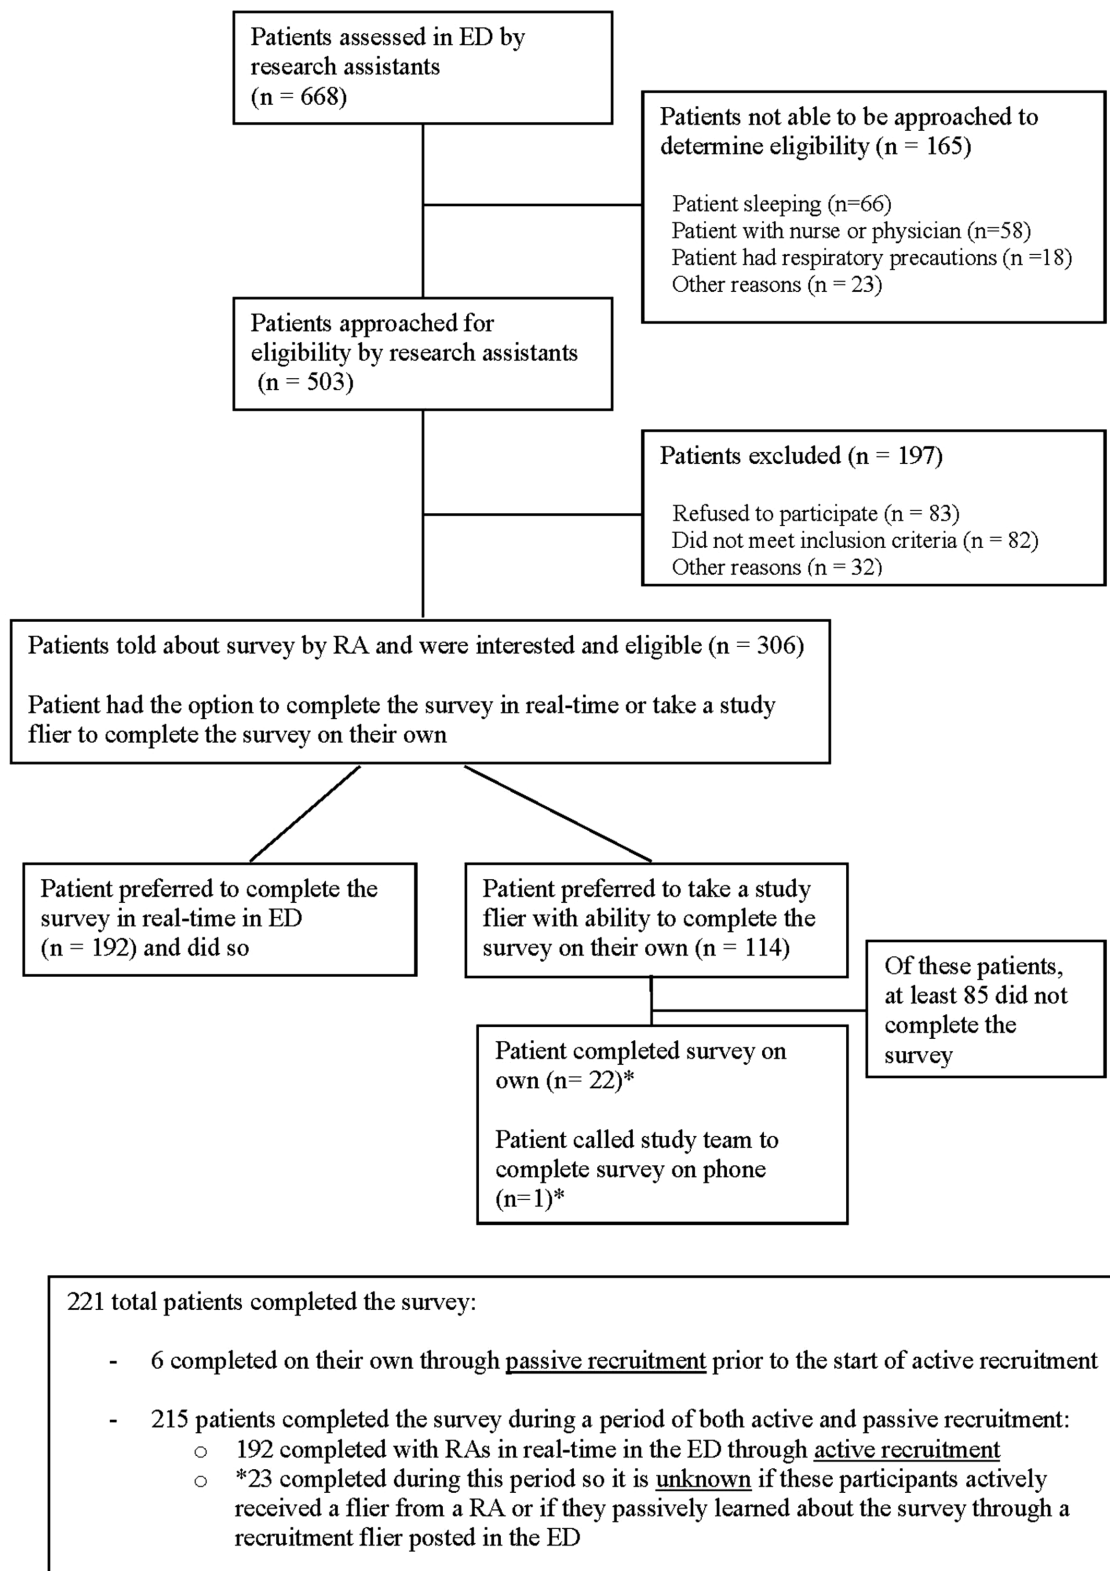 Patients assessed in ED by
research assistants
(n = 668)
Patients not able to be approached to
determine eligibility (n = 165)
Patient sleeping (n=66)
Patient with nurse or physician (n=58)
Patient had respiratory precautions (n =18)
Other reasons (n = 23)
Patients approached for
eligibility by research assistants
(n = 503)
Patients excluded (n = 197)
Refused to participate (n = 83)
Did not meet inclusion criteria (n = 82)
Other reasons (n = 32)
Patients told about survey by RA and were interested and eligible (n = 306)
Patient had the option to complete the survey in real-time or take a study
flier to complete the survey on their own
Patient preferred to complete the
survey in real-time in ED
(n = 192) and did so
Patient preferred to take a study
flier with ability to complete the
survey on their own (n = 114)
Of these patients,
at least 85 did not
complete the
survey
Patient completed survey on
own (n= 22)*
Patient called study team to
complete survey on phone
(n=1)*
221 total patients completed the survey:
- 6 completed on their own through passive recruitment prior to the start of active recruitment
- 215 patients completed the survey during a period of both active and passive recruitment:
o 192 completed with RAs in real-time in the ED through active recruitment
o *23 completed during this period so it is unknown if these participants actively
received a flier from a RA or if they passively learned about the survey through a
recruitment flier posted in the ED